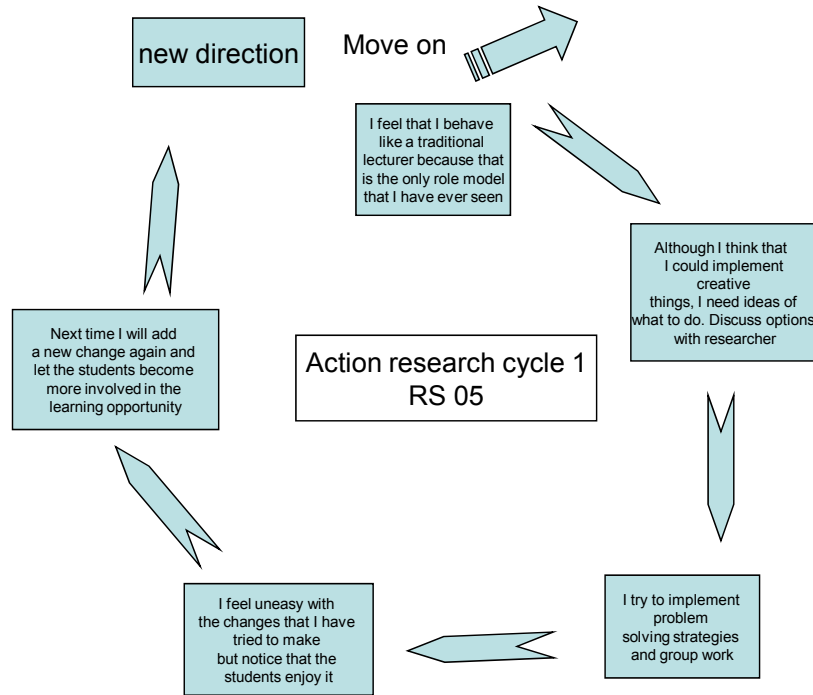 new direction
Move on
I feel that I behave
like a traditional
lecturer because that
is the only role model
that I have ever seen
Although I think that
I could implement
creative
things, I need ideas of
what to do. Discuss options
with researcher
Action research cycle 1
RS 05
Next time I will add
a new change again and
let the students become
more involved in the
learning opportunity
I feel uneasy with
the changes that I have
tried to make
but notice that the
students enjoy it
I try to implement
problem
solving strategies
and group work